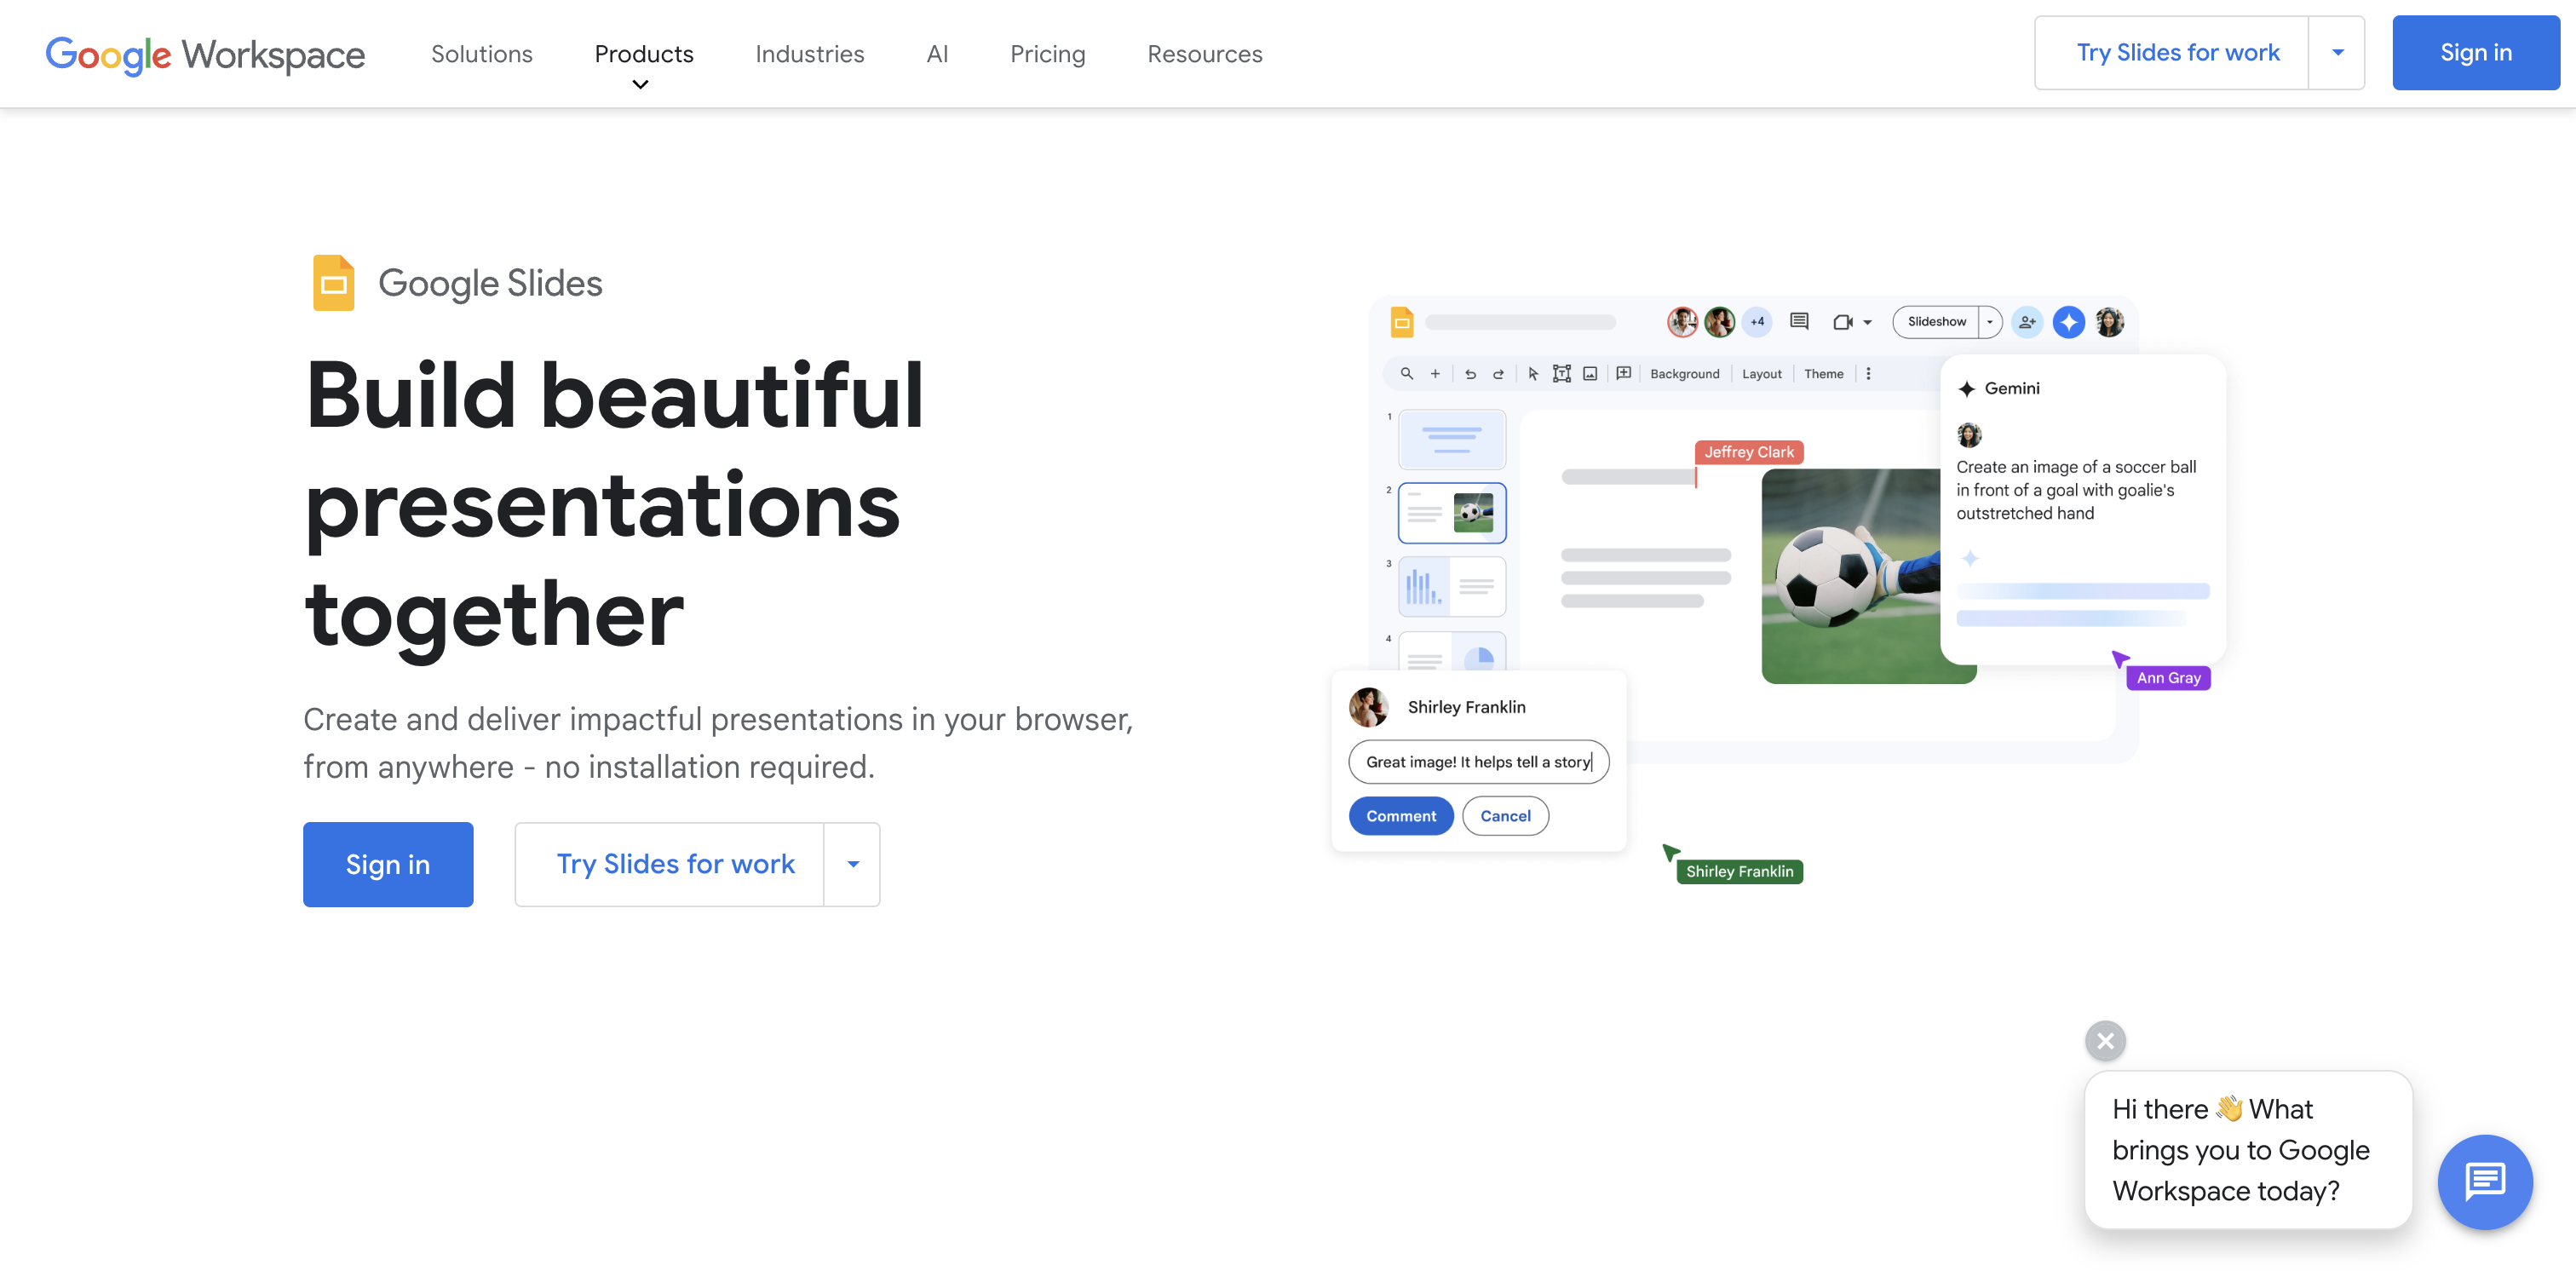 Google Workspace
Solutions
Products
Industries
AI
Pricing
Resources
Try Slides for work
Sign in
Google Slides
Build beautiful
presentations
together
Create and deliver impactful presentations in your browser,
from anywhere - no installation required.
Sign in
Try Slides for work
+4
Slideshow
Background
Layout
Theme
1
2
3
4
Jeffrey Clark
Gemini
Create an image of a soccer ball
in front of a goal with goalie's
outstretched hand
Ann Gray
Shirley Franklin
Great image! It helps tell a story
Comment
Cancel
Shirley Franklin
Hi there 👋 What
brings you to Google
Workspace today?